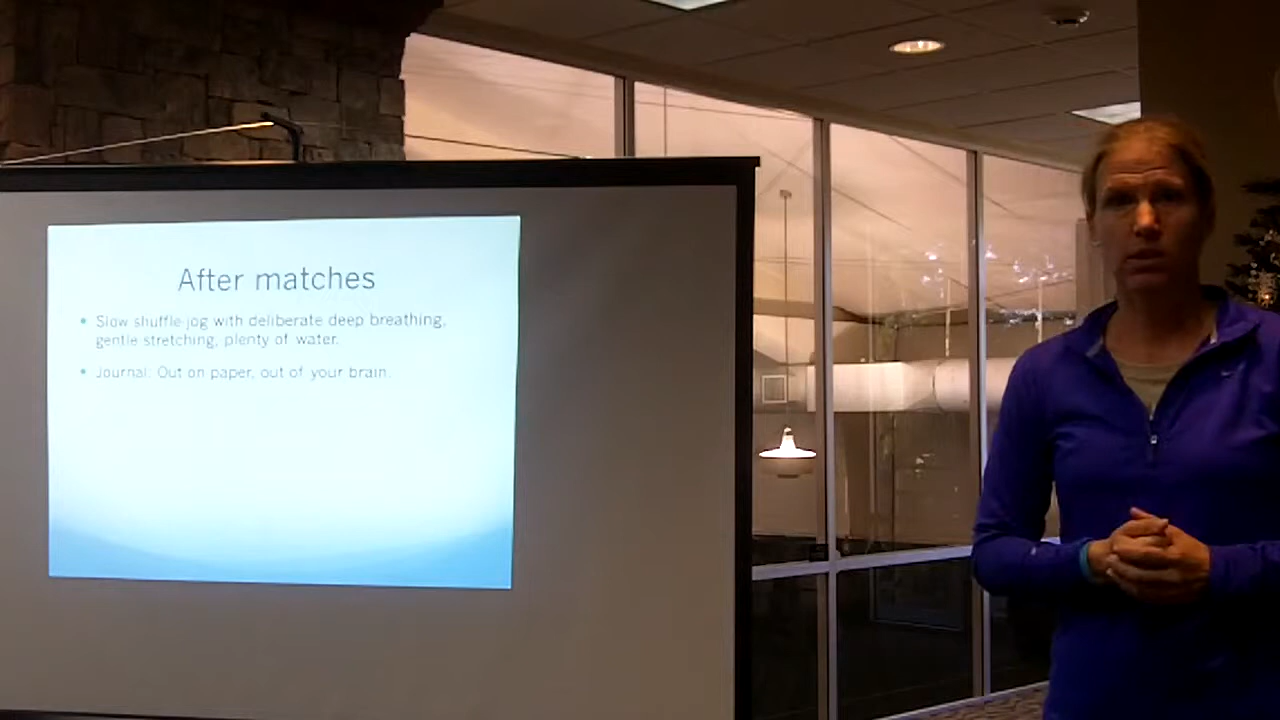 After matches
Slow shuffle-jog with deliberate deep breathing,
gentle stretching, plenty of water.
Journal. Out on paper, out of your brain.